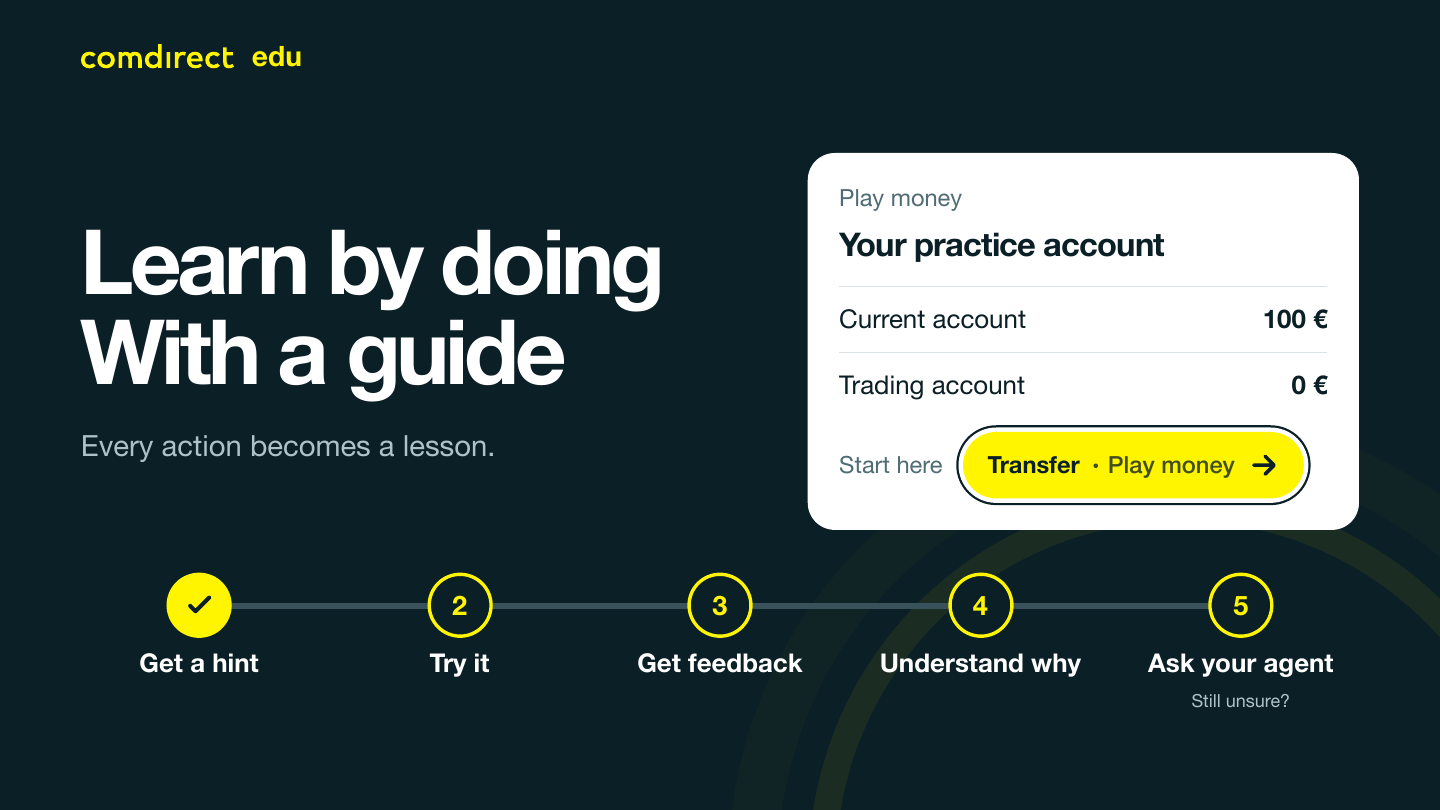 comdirect edu
Learn by doing
With a guide
Every action becomes a lesson.
Play money
Your practice account
Current account 100 €
Trading account 0 €
Start here Transfer · Play money →
2 3 4 5
Get a hint Try it Get feedback Understand why Ask your agent
Still unsure?